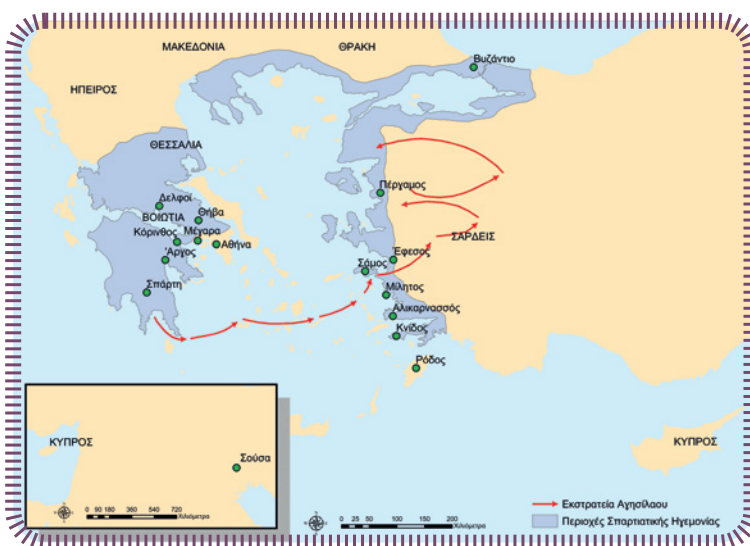 ΜΑΚΕΔΟΝΙΑ
ΘΡΑΚΗ
Βυζάντιο
ΗΠΕΙΡΟΣ
ΘΕΣΣΑΛΙΑ
Πέργαμος
Δελφοί
ΒΟΙΩΤΙΑ
Θήβα
Κόρινθος
Μέγαρα
Αθήνα
Άργος
ΣΑΡΔΕΙΣ
Έφεσος
Σάμος
Σπάρτη
Μίλητος
Αλικαρνασσός
Κνίδος
Ρόδος
ΚΥΠΡΟΣ
Σούσα
0 90 180 360 540 720
Χιλιόμετρα
ΚΥΠΡΟΣ
0 25 50 100 150 200
Χιλιόμετρα
Εκστρατεία Αγησίλαου
Περιοχές Σπαρτιατικής Ηγεμονίας